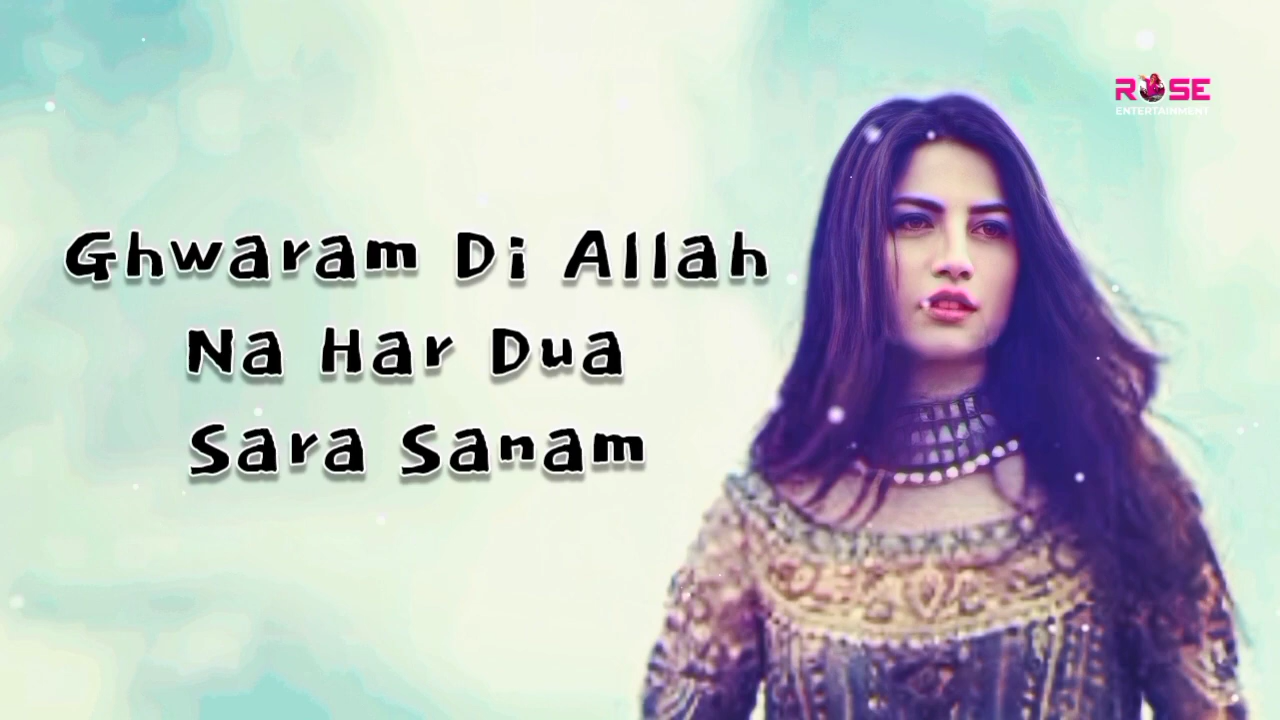 ROSE
ENTERTAINMENT
Ghwaram Di Allah
Na Har Dua
Sara Sanam